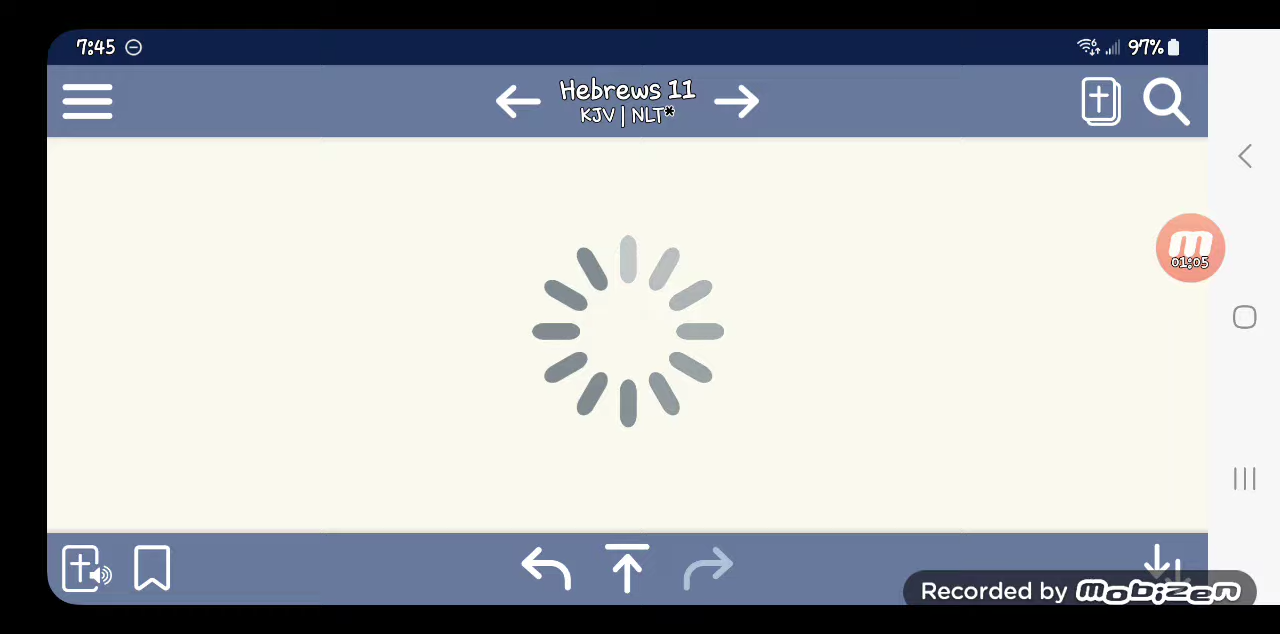 7:45
97%
Hebrews 11
KJV | NLT*
01:05
Recorded by mobizen